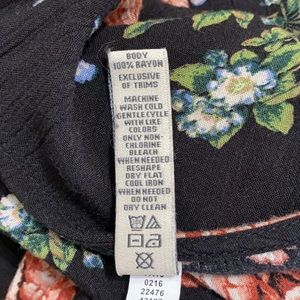 BODY
100% RAYON
EXCLUSIVE
OF TRIMS
MACHINE
WASH COLD
GENTLE CYCLE
WITH LIKE
COLORS
ONLY NON-
CHLORINE
BLEACH
WHEN NEEDED
RESHAPE
DRY FLAT
COOL IRON
WHEN NEEDED
DO NOT
DRY CLEAN
0216
22476